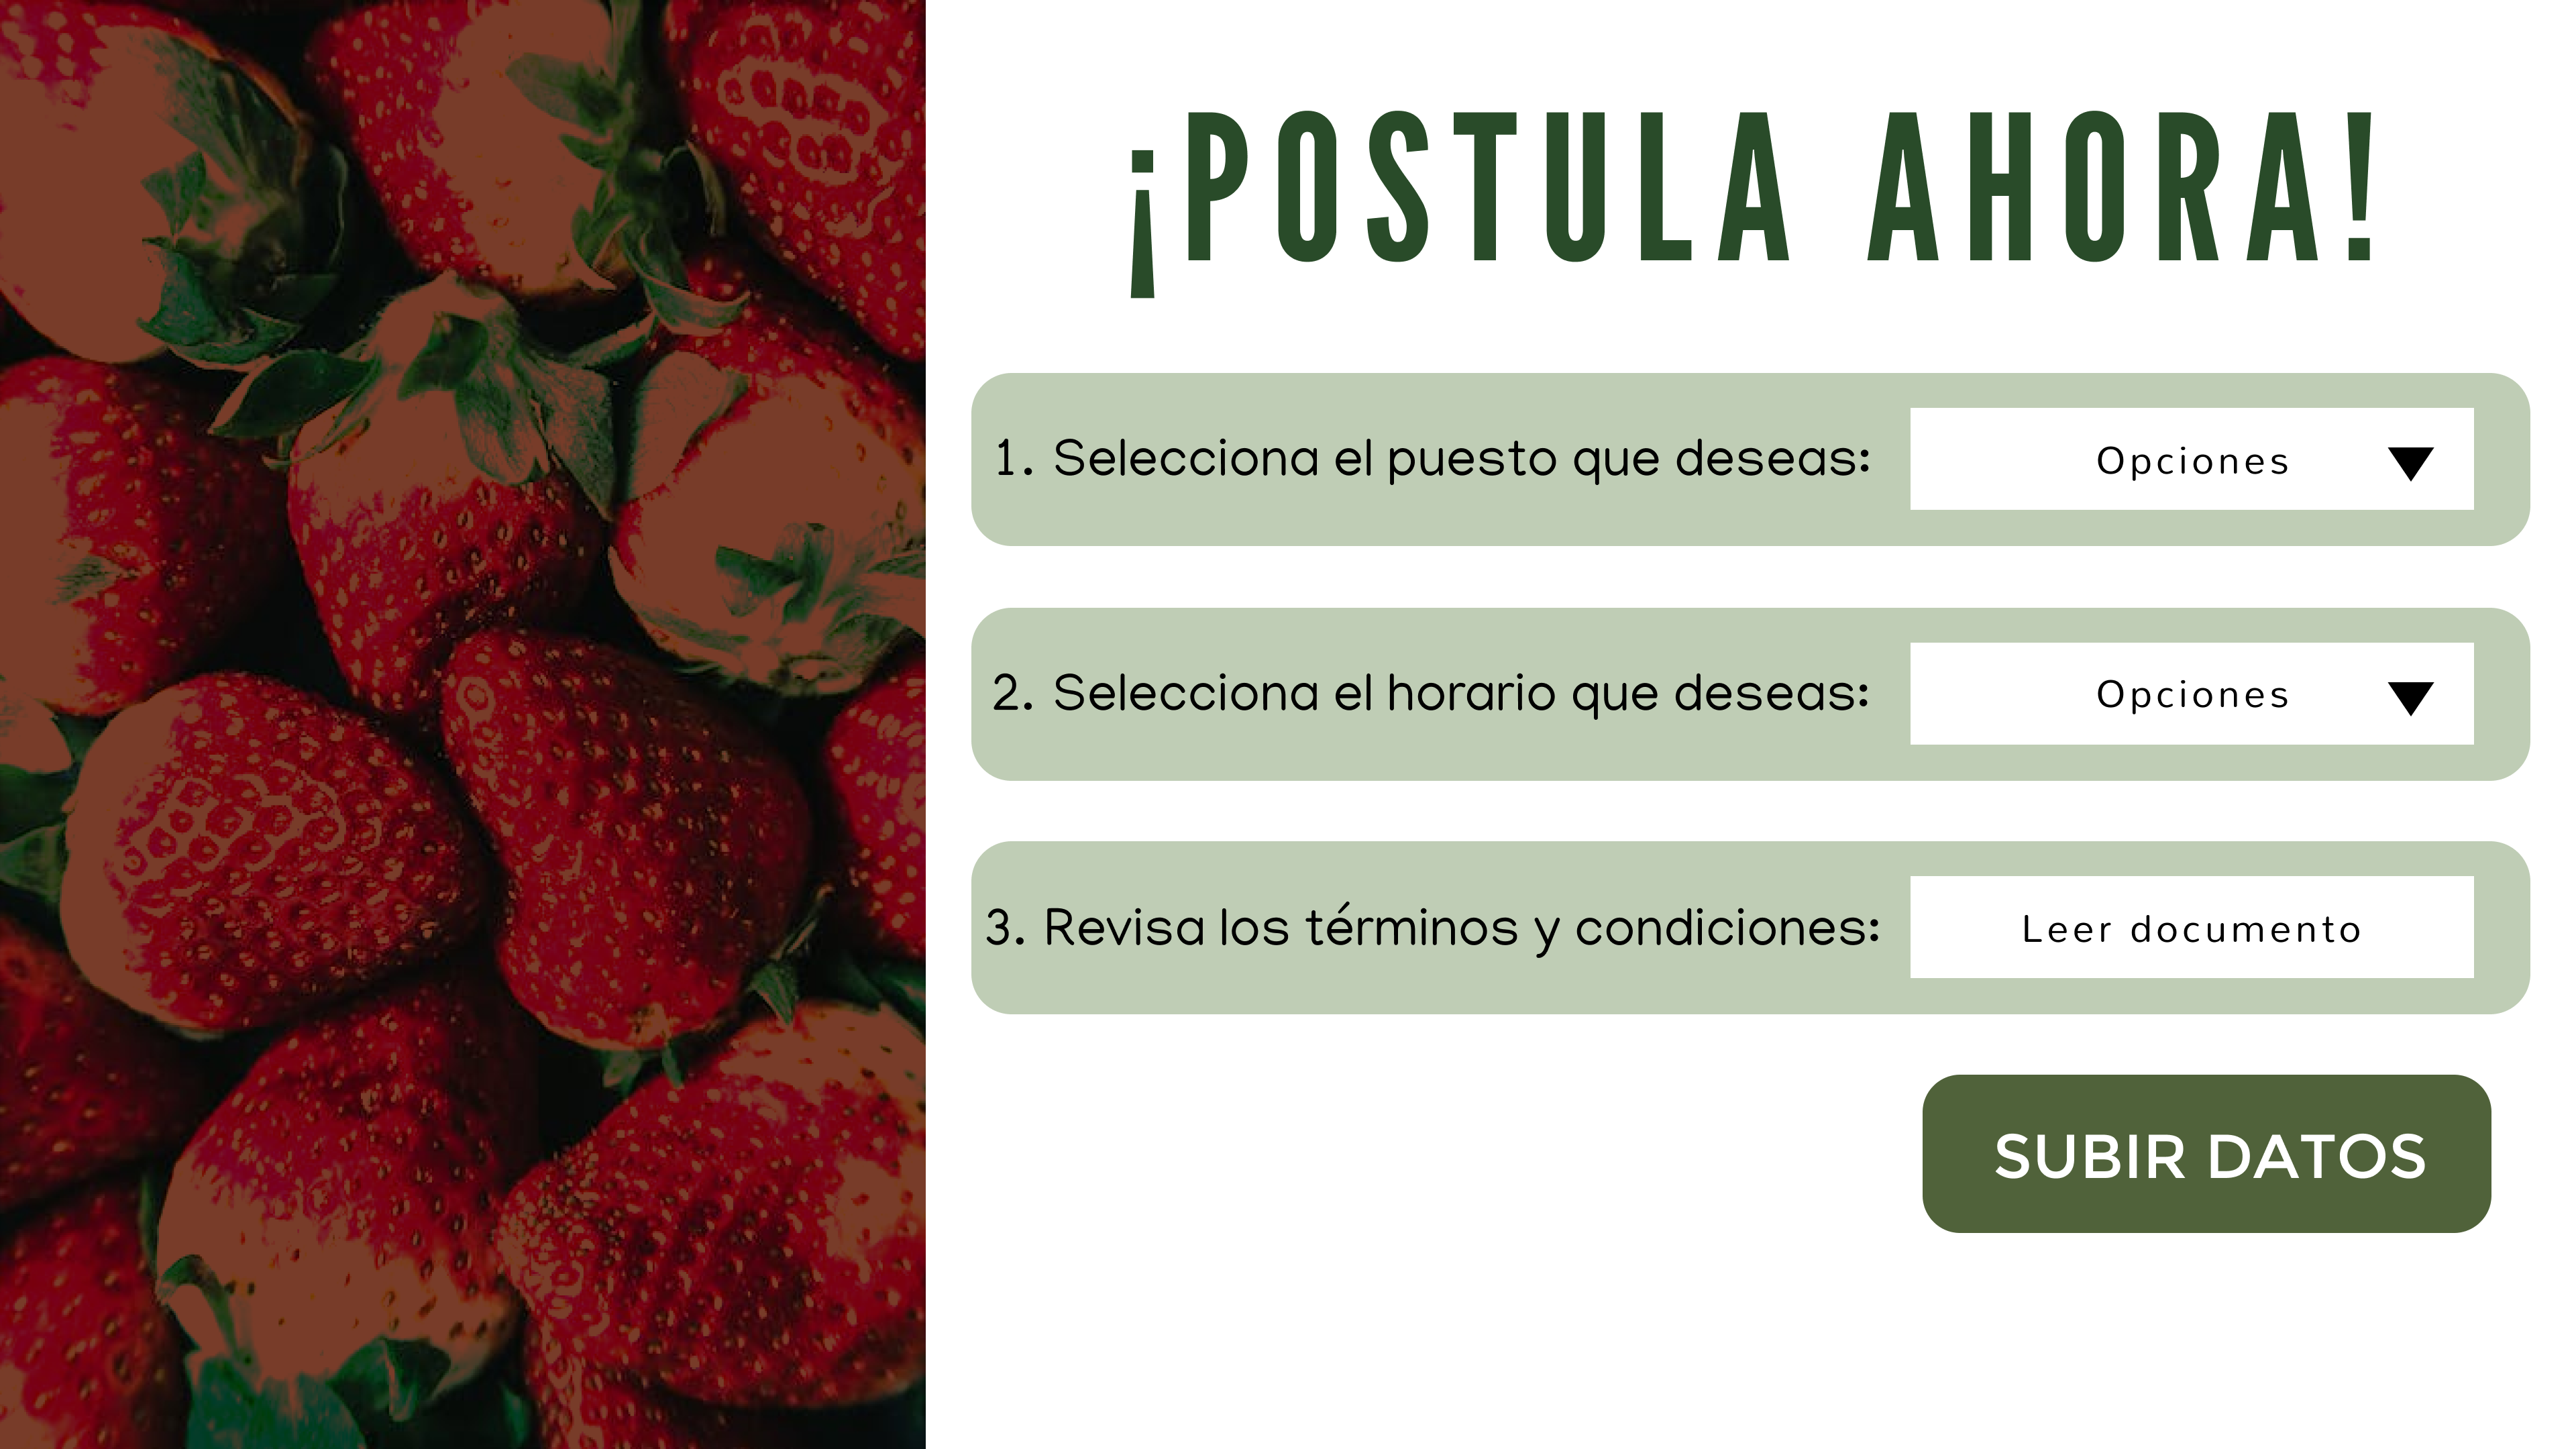 ¡POSTULA AHORA!
1. Selecciona el puesto que deseas: Opciones
2. Selecciona el horario que deseas: Opciones
3. Revisa los términos y condiciones: Leer documento
SUBIR DATOS